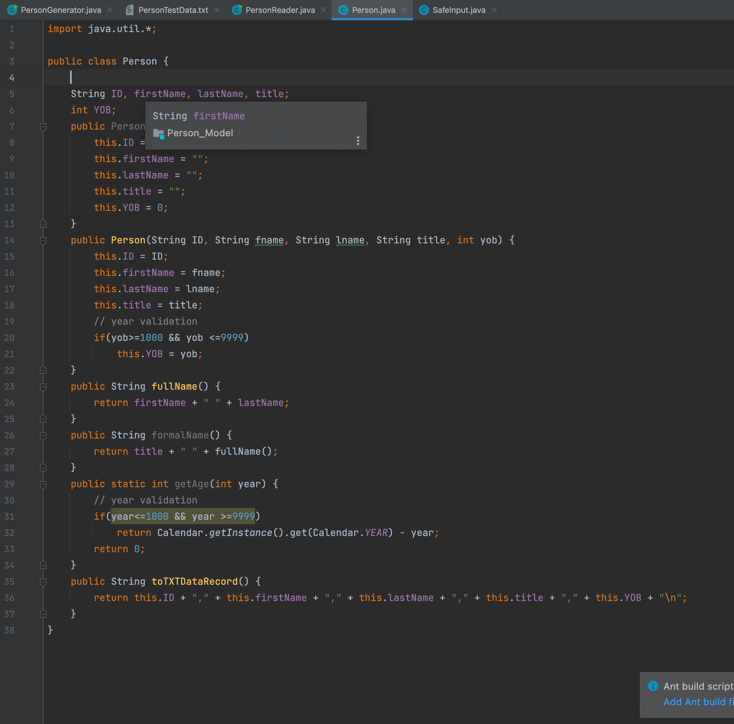 PersonGenerator.java × PersonTestData.txt × PersonReader.java × Person.java × SafeInput.java ×
1 import java.util.*;
2
3 public class Person {
4
5 String ID, firstName, lastName, title;
6 int YOB;
String firstName
Person_Model
7 public Person
8 this.ID =
9 this.firstName = "";
10 this.lastName = "";
11 this.title = "";
12 this.YOB = 0;
13 }
14 public Person(String ID, String fname, String lname, String title, int yob) {
15 this.ID = ID;
16 this.firstName = fname;
17 this.lastName = lname;
18 this.title = title;
19 // year validation
20 if(yob>=1000 && yob <=9999)
21 this.YOB = yob;
22 }
23 public String fullName() {
24 return firstName + " " + lastName;
25 }
26 public String formalName() {
27 return title + " " + fullName();
28 }
29 public static int getAge(int year) {
30 // year validation
31 if(year<=1000 && year >=9999)
32 return Calendar.getInstance().get(Calendar.YEAR) - year;
33 return 0;
34 }
35 public String toTXTDataRecord() {
36 return this.ID + "," + this.firstName + "," + this.lastName + "," + this.title + "," + this.YOB + "\n";
37 }
38 }
Ant build script
Add Ant build fi